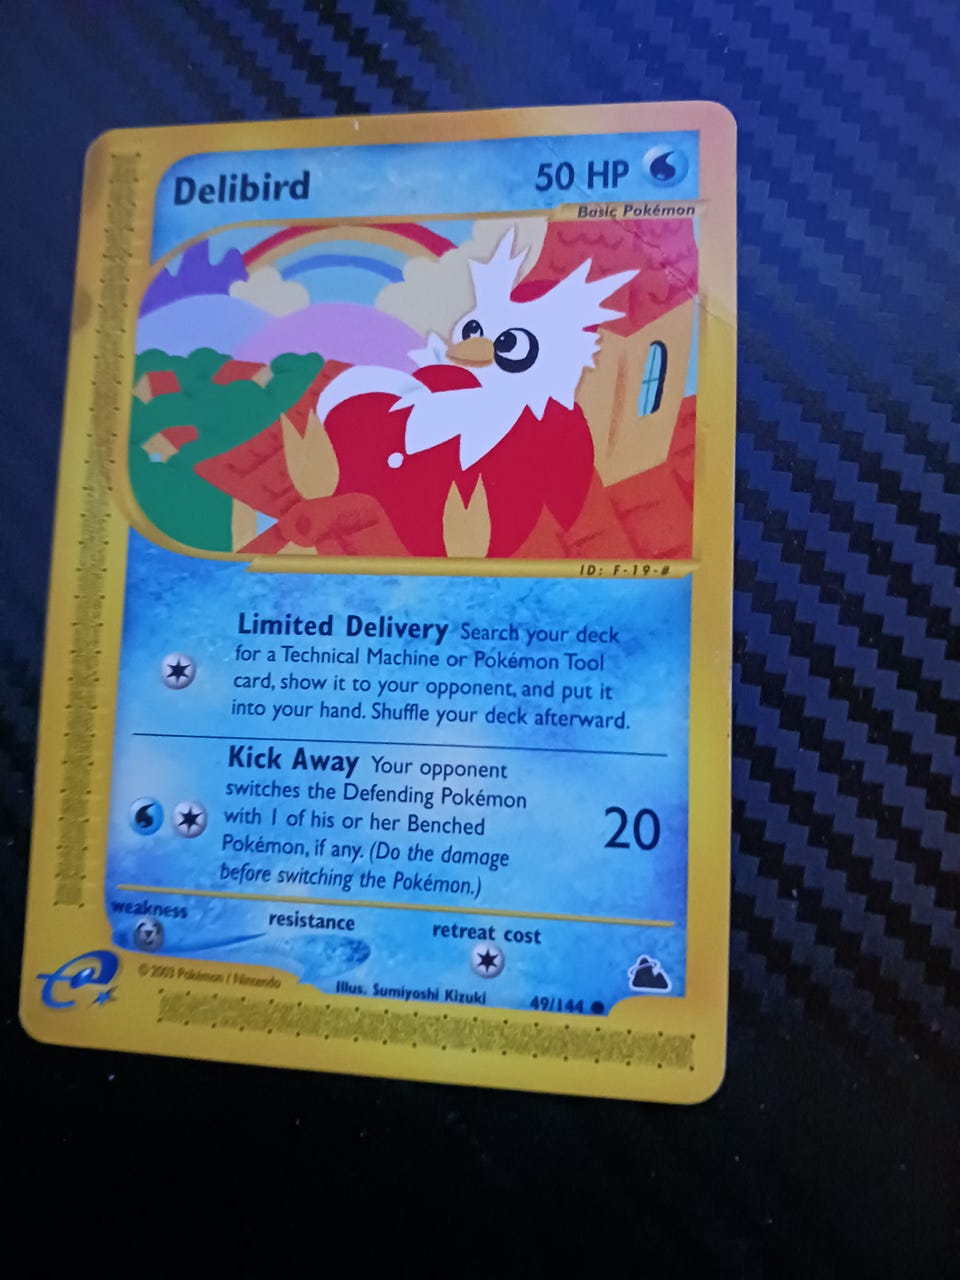 Delibird 50 HP
Basic Pokémon
ID: F-19-#
Limited Delivery Search your deck
for a Technical Machine or Pokémon Tool
card, show it to your opponent, and put it
into your hand. Shuffle your deck afterward.
Kick Away Your opponent
switches the Defending Pokémon
with 1 of his or her Benched
Pokémon, if any. (Do the damage
before switching the Pokémon.)
20
weakness resistance retreat cost
e
© 2003 Pokémon / Nintendo
Illus. Sumiyoshi Kizuki 49/144